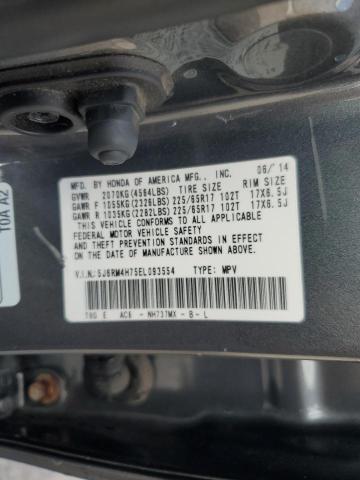 MFD. BY HONDA OF AMERICA MFG., INC. 06/'14
GVWR 2070KG(4564LBS) TIRE SIZE RIM SIZE
GAWR F 1055KG(2326LBS) 225/65R17 102T 17X6.5J
GAWR R 1035KG(2282LBS) 225/65R17 102T 17X6.5J
THIS VEHICLE CONFORMS TO ALL APPLICABLE
FEDERAL MOTOR VEHICLE SAFETY AND THEFT
PREVENTION STANDARDS IN EFFECT ON THE DATE
OF MANUFACTURE SHOWN ABOVE.
V.I.N.:5J6RM4H75EL093554 TYPE: MPV
T0G E AC6 - NH737MX - B - L
T0A A2